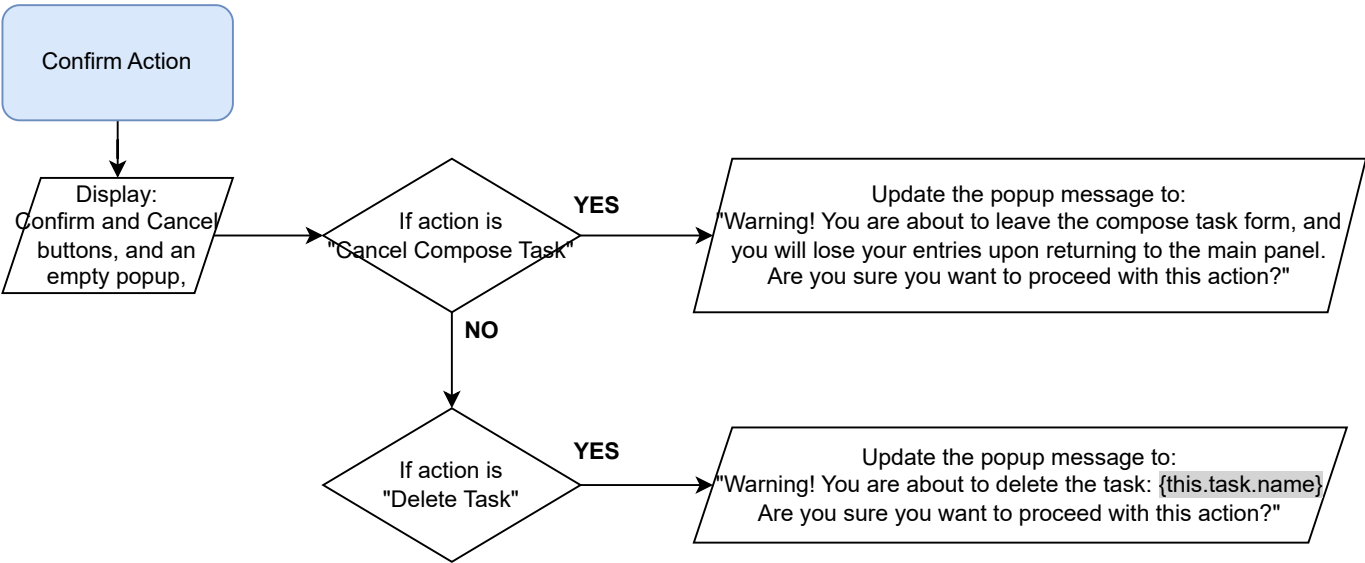 Confirm Action
Display:
Confirm and Cancel
buttons, and an
empty popup,
If action is
"Cancel Compose Task"
YES
Update the popup message to:
"Warning! You are about to leave the compose task form, and
you will lose your entries upon returning to the main panel.
Are you sure you want to proceed with this action?"
NO
If action is
"Delete Task"
YES
Update the popup message to:
"Warning! You are about to delete the task: {this.task.name}
Are you sure you want to proceed with this action?"